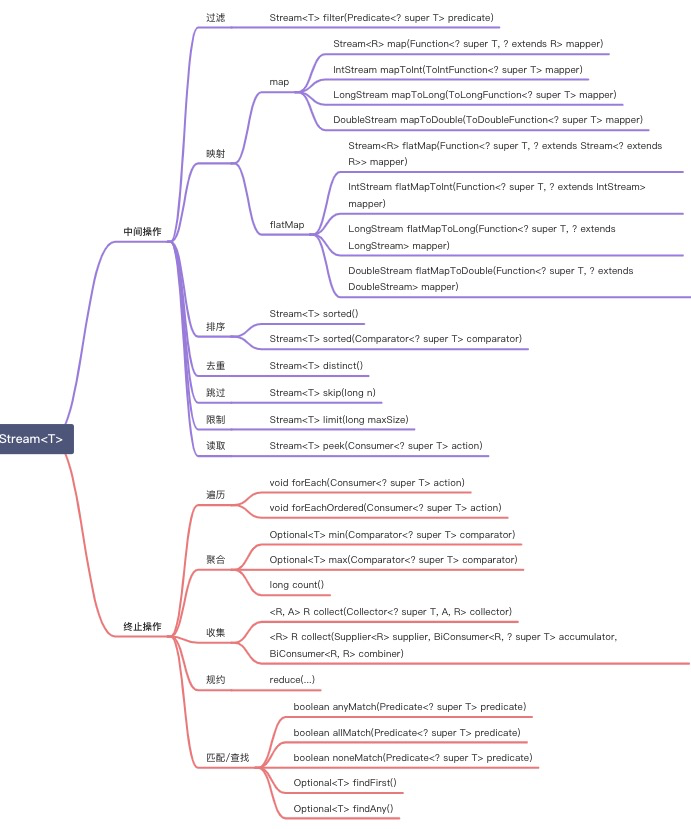 过滤
Stream<T> filter(Predicate<? super T> predicate)
Stream<R> map(Function<? super T, ? extends R> mapper)
map
IntStream mapToInt(ToIntFunction<? super T> mapper)
LongStream mapToLong(ToLongFunction<? super T> mapper)
DoubleStream mapToDouble(ToDoubleFunction<? super T> mapper)
映射
Stream<R> flatMap(Function<? super T, ? extends Stream<? extends
R>> mapper)
IntStream flatMapToInt(Function<? super T, ? extends IntStream>
mapper)
flatMap
LongStream flatMapToLong(Function<? super T, ? extends
LongStream> mapper)
DoubleStream flatMapToDouble(Function<? super T, ? extends
DoubleStream> mapper)
中间操作
排序
Stream<T> sorted()
Stream<T> sorted(Comparator<? super T> comparator)
去重
Stream<T> distinct()
跳过
Stream<T> skip(long n)
限制
Stream<T> limit(long maxSize)
读取
Stream<T> peek(Consumer<? super T> action)
Stream<T>
遍历
void forEach(Consumer<? super T> action)
void forEachOrdered(Consumer<? super T> action)
聚合
Optional<T> min(Comparator<? super T> comparator)
Optional<T> max(Comparator<? super T> comparator)
long count()
终止操作
收集
<R, A> R collect(Collector<? super T, A, R> collector)
<R> R collect(Supplier<R> supplier, BiConsumer<R, ? super T> accumulator,
BiConsumer<R, R> combiner)
规约
reduce(...)
匹配/查找
boolean anyMatch(Predicate<? super T> predicate)
boolean allMatch(Predicate<? super T> predicate)
boolean noneMatch(Predicate<? super T> predicate)
Optional<T> findFirst()
Optional<T> findAny()